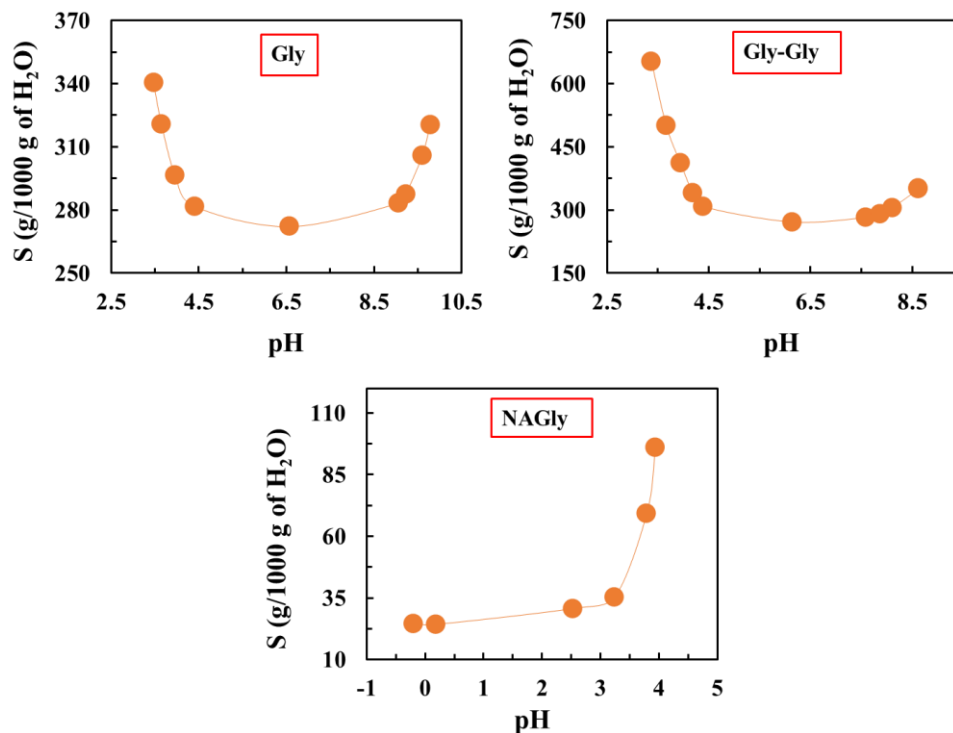 Gly
S (g/1000 g of H₂O)
370
340
310
280
250
2.5 4.5 6.5 8.5 10.5
pH
Gly-Gly
S (g/1000 g of H₂O)
750
600
450
300
150
2.5 4.5 6.5 8.5
pH
NAGly
S (g/1000 g of H₂O)
110
85
60
35
10
-1 0 1 2 3 4 5
pH